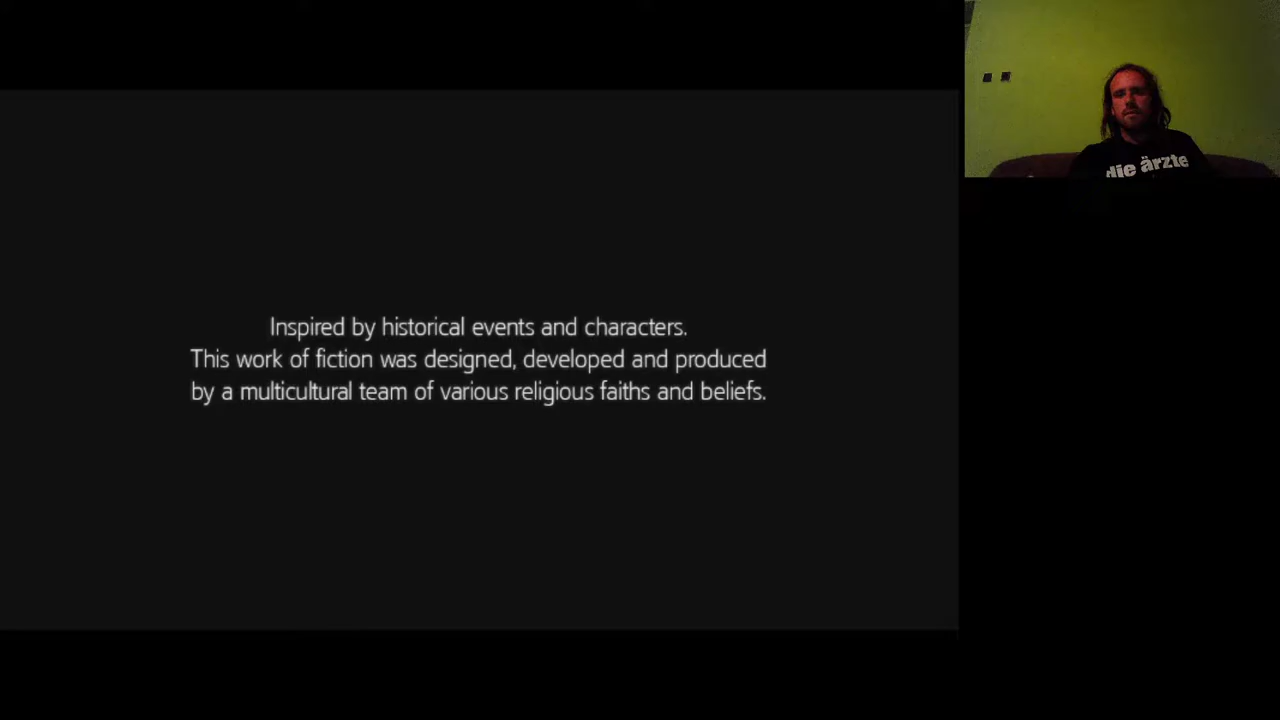 Inspired by historical events and characters.
This work of fiction was designed, developed and produced
by a multicultural team of various religious faiths and beliefs.
die ärzte